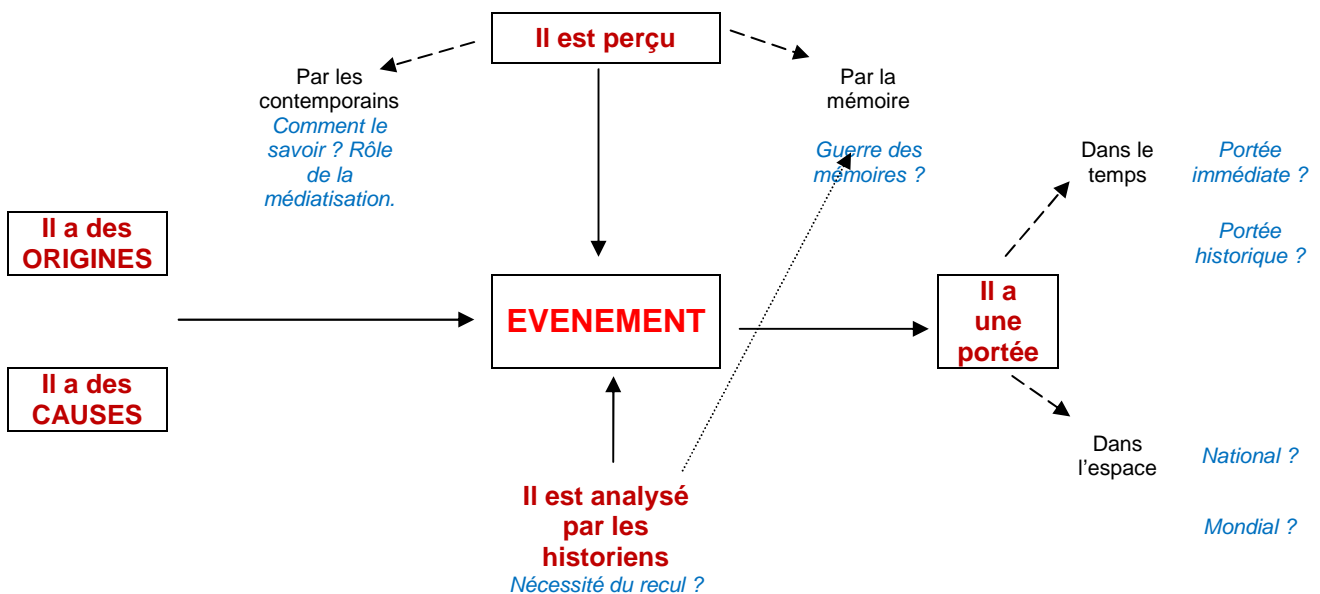 Il est perçu
Par les
contemporains
Comment le
savoir ? Rôle
de la
médiatisation.
Par la
mémoire
Guerre des
mémoires ?
Dans le
temps
Portée
immédiate ?
Portée
historique ?
Il a des
ORIGINES
EVENEMENT
Il a
une
portée
Il a des
CAUSES
Dans
l’espace
National ?
Mondial ?
Il est analysé
par les
historiens
Nécessité du recul ?